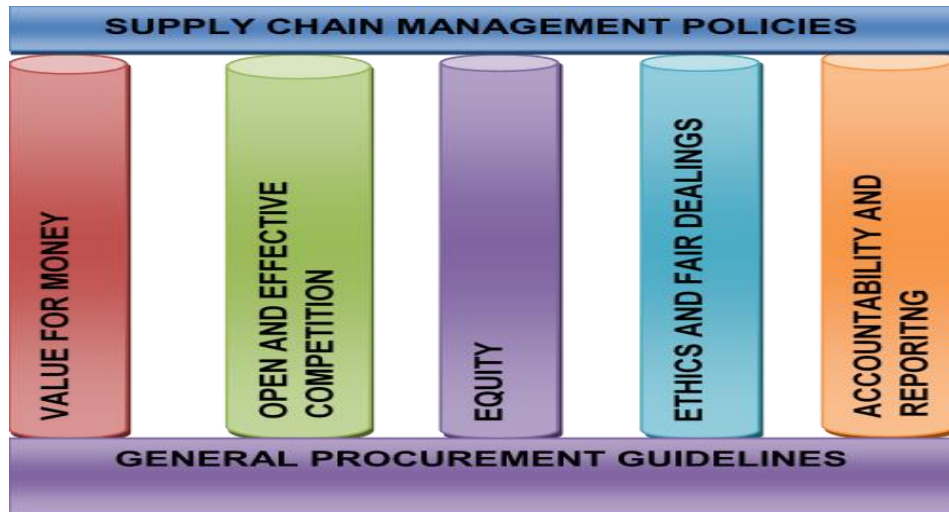 SUPPLY CHAIN MANAGEMENT POLICIES
VALUE FOR MONEY
OPEN AND EFFECTIVE
COMPETITION
EQUITY
ETHICS AND FAIR DEALINGS
ACCOUNTABILITY AND
REPORITNG
GENERAL PROCUREMENT GUIDELINES